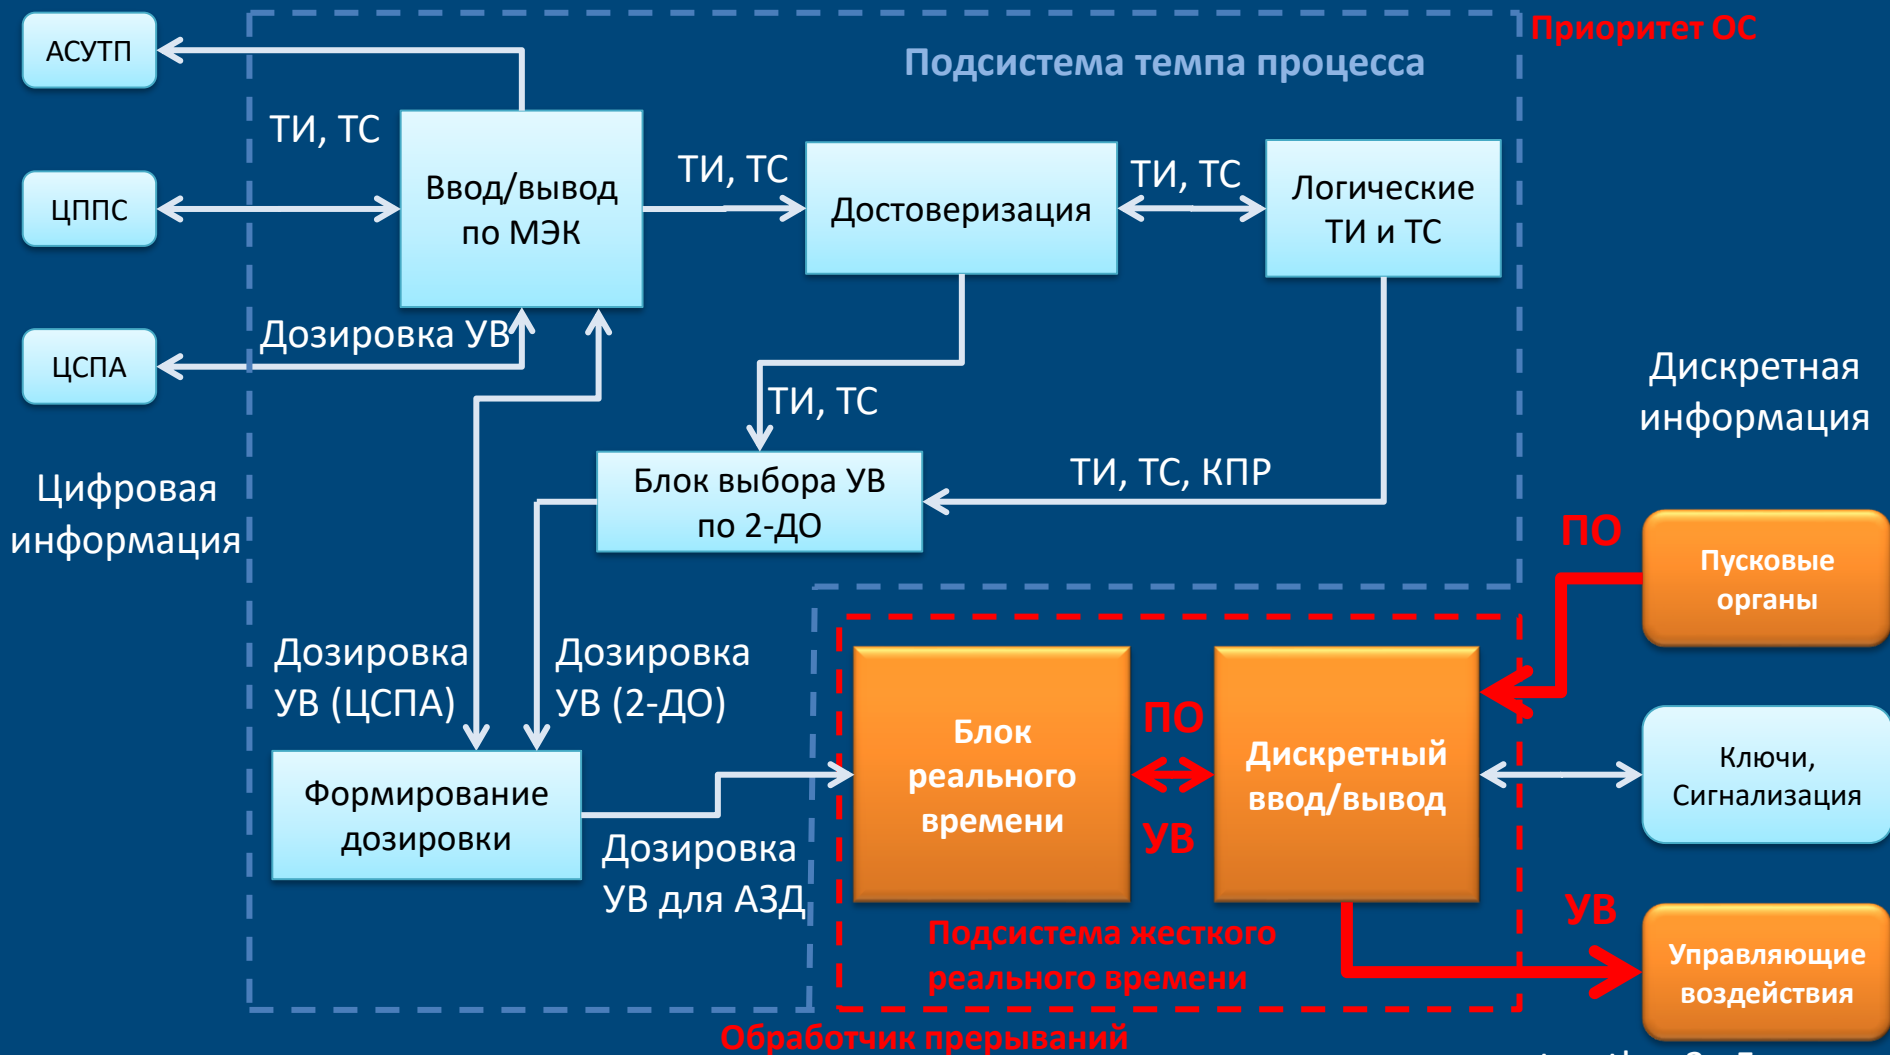 Приоритет ОС
АСУТП
Подсистема темпа процесса
ТИ, ТС
Ввод/вывод
по МЭК
ТИ, ТС
Достоверизация
ТИ, ТС
Логические
ТИ и ТС
ЦППС
Дозировка УВ
ЦСПА
Дискретная
информация
ТИ, ТС
Цифровая
информация
Блок выбора УВ
по 2-ДО
ТИ, ТС, КПР
ПО
Пусковые
органы
Дозировка
УВ (ЦСПА)
Дозировка
УВ (2-ДО)
Блок
реального
времени
ПО
УВ
Дискретный
ввод/вывод
Ключи,
Сигнализация
Формирование
дозировки
Дозировка
УВ для АЗД
УВ
Подсистема жесткого
реального времени
Управляющие
воздействия
Обработчик прерываний